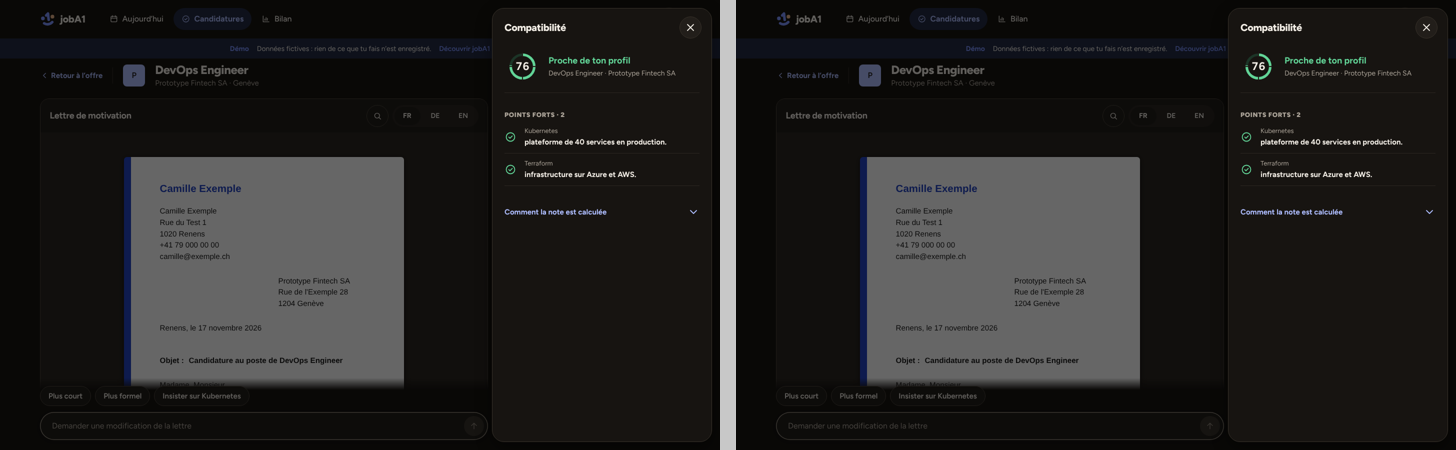 jobA1 Aujourd'hui Candidatures Bilan
Démo Données fictives : rien de ce que tu fais n'est enregistré. Découvrir jobA1
Retour à l'offre
P
DevOps Engineer
Prototype Fintech SA · Genève
Lettre de motivation
FR DE EN
Camille Exemple
Camille Exemple
Rue du Test 1
1020 Renens
+41 79 000 00 00
camille@exemple.ch
Prototype Fintech SA
Rue de l'Exemple 28
1204 Genève
Renens, le 17 novembre 2026
Objet : Candidature au poste de DevOps Engineer
Madame, Monsieur
Plus court Plus formel Insister sur Kubernetes
Demander une modification de la lettre
Compatibilité
76
Proche de ton profil
DevOps Engineer · Prototype Fintech SA
POINTS FORTS · 2
Kubernetes
plateforme de 40 services en production.
Terraform
infrastructure sur Azure et AWS.
Comment la note est calculée
jobA1 Aujourd'hui Candidatures Bilan
Démo Données fictives : rien de ce que tu fais n'est enregistré. Découvrir jobA1
Retour à l'offre
P
DevOps Engineer
Prototype Fintech SA · Genève
Lettre de motivation
FR DE EN
Camille Exemple
Camille Exemple
Rue du Test 1
1020 Renens
+41 79 000 00 00
camille@exemple.ch
Prototype Fintech SA
Rue de l'Exemple 28
1204 Genève
Renens, le 17 novembre 2026
Objet : Candidature au poste de DevOps Engineer
Madame, Monsieur
Plus court Plus formel Insister sur Kubernetes
Demander une modification de la lettre
Compatibilité
76
Proche de ton profil
DevOps Engineer · Prototype Fintech SA
POINTS FORTS · 2
Kubernetes
plateforme de 40 services en production.
Terraform
infrastructure sur Azure et AWS.
Comment la note est calculée